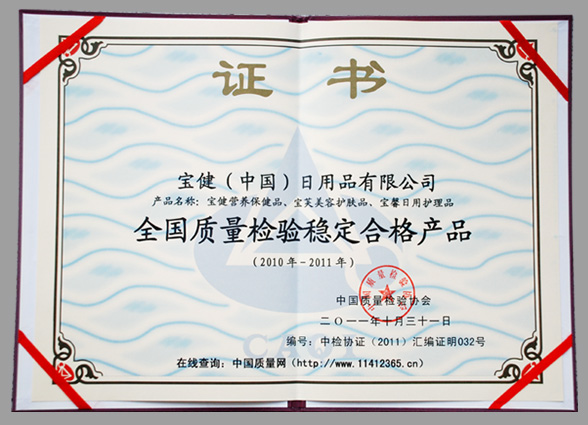 证书
宝健（中国）日用品有限公司
产品名称：宝健营养保健品、宝芙美容护肤品、宝馨日用护理品
全国质量检验稳定合格产品
（2010年-2011年）
中国质量检验协会
二〇一一年十月三十一日
编号：中检协证（2011）汇编证明032号
在线查询：中国质量网（http://www.11412365.cn）